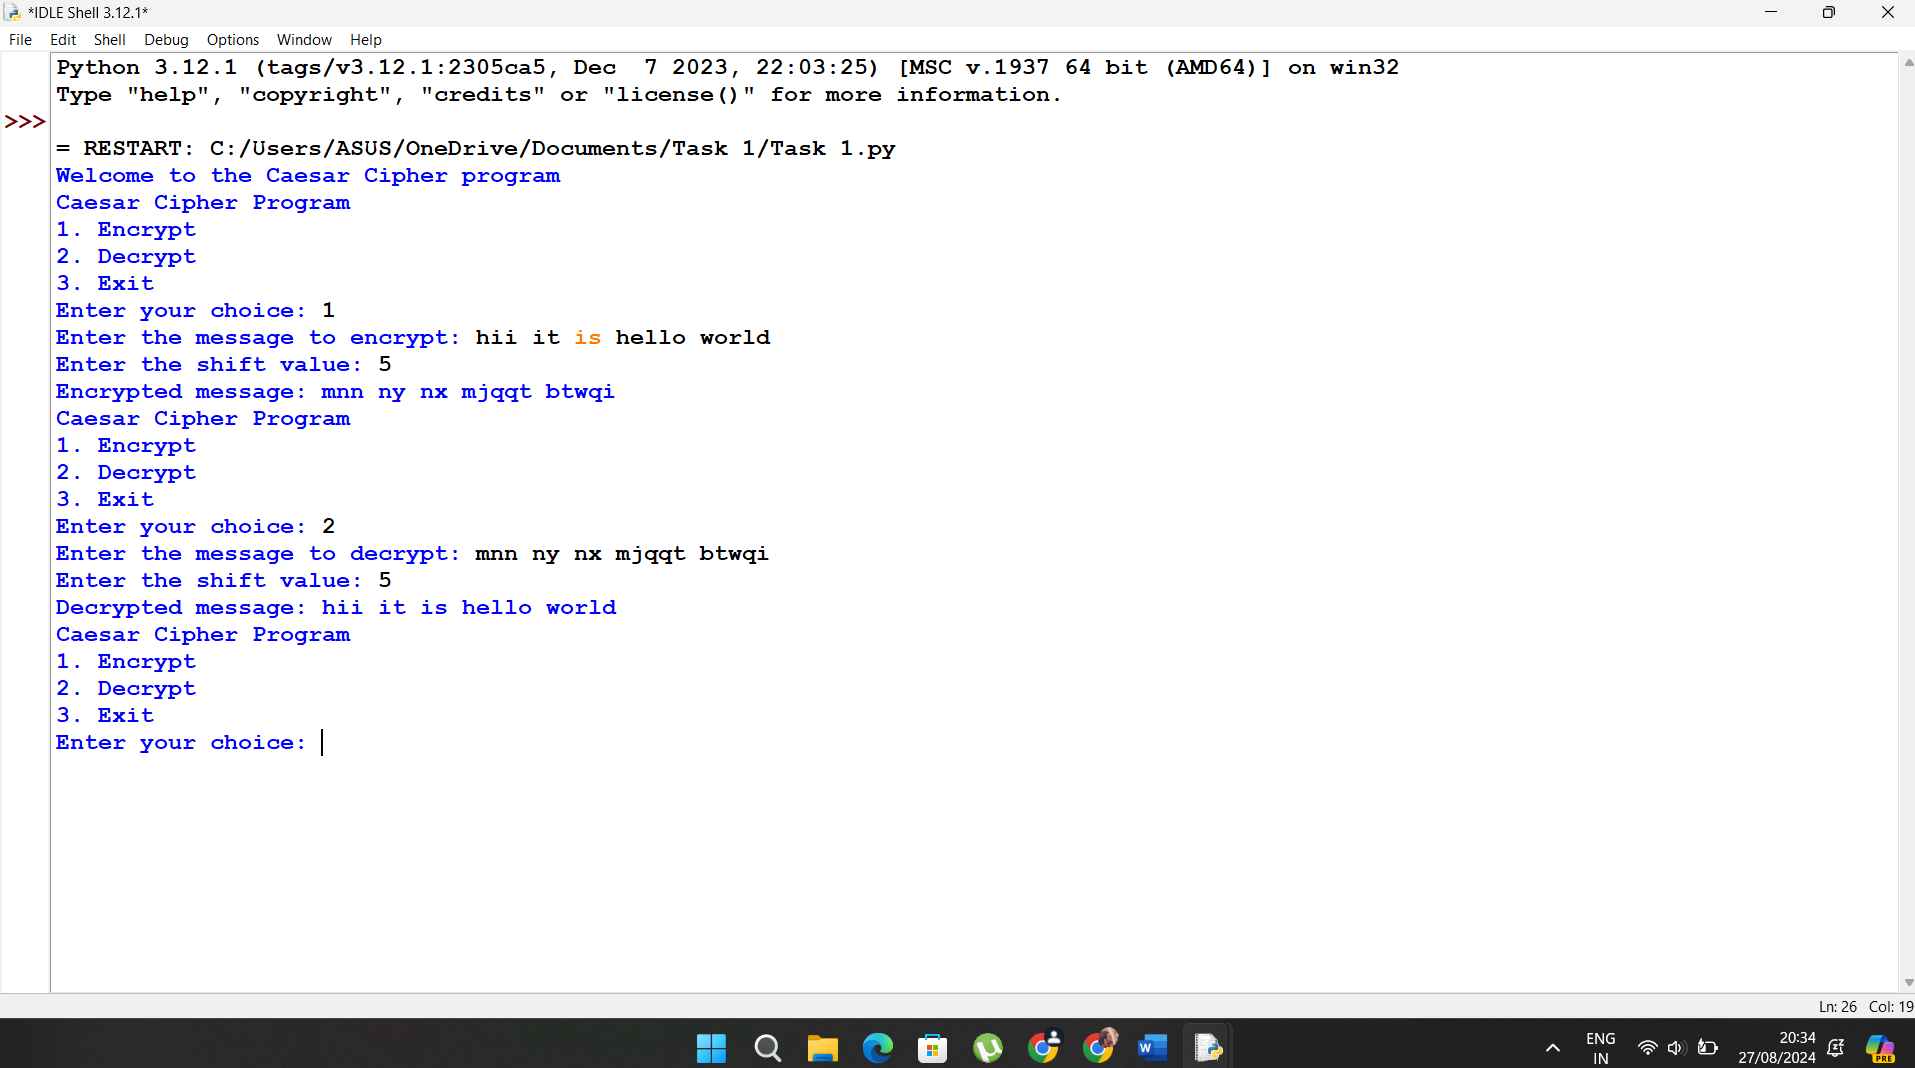 *IDLE Shell 3.12.1*
File Edit Shell Debug Options Window Help
Python 3.12.1 (tags/v3.12.1:2305ca5, Dec  7 2023, 22:03:25) [MSC v.1937 64 bit (AMD64)] on win32
Type "help", "copyright", "credits" or "license()" for more information.
>>>
= RESTART: C:/Users/ASUS/OneDrive/Documents/Task 1/Task 1.py
Welcome to the Caesar Cipher program
Caesar Cipher Program
1. Encrypt
2. Decrypt
3. Exit
Enter your choice: 1
Enter the message to encrypt: hii it is hello world
Enter the shift value: 5
Encrypted message: mnn ny nx mjqqt btwqi
Caesar Cipher Program
1. Encrypt
2. Decrypt
3. Exit
Enter your choice: 2
Enter the message to decrypt: mnn ny nx mjqqt btwqi
Enter the shift value: 5
Decrypted message: hii it is hello world
Caesar Cipher Program
1. Encrypt
2. Decrypt
3. Exit
Enter your choice:
Ln: 26 Col: 19
W
ENG
IN
20:34
27/08/2024
PRE